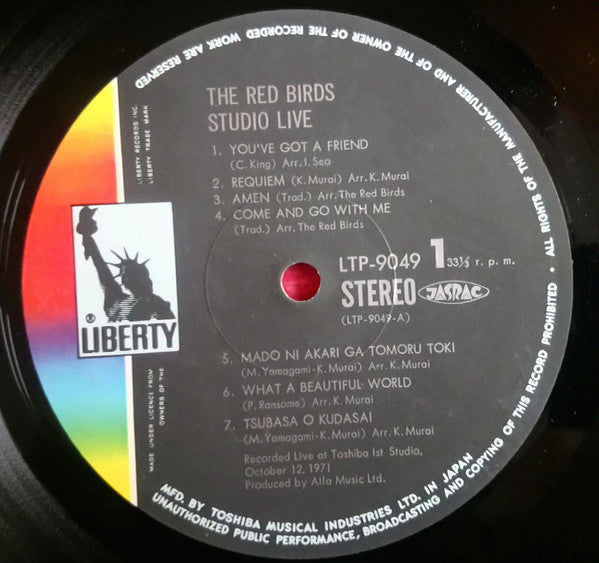 THE RED BIRDS
STUDIO LIVE
1. YOU'VE GOT A FRIEND
(C. King) Arr. I. Seo
2. REQUIEM (K. Murai) Arr. K. Murai
3. AMEN (Trad.) Arr. The Red Birds
4. COME AND GO WITH ME
(Trad.) Arr. The Red Birds
LTP-9049 1 33⅓ r. p. m.
STEREO JASRAC
(LTP-9049-A)
LIBERTY
5. MADO NI AKARI GA TOMORU TOKI
(M. Yamagami-K. Murai) Arr. K. Murai
6. WHAT A BEAUTIFUL WORLD
(P. Ransome) Arr. K. Murai
7. TSUBASA O KUDASAI
(M. Yamagami-K. Murai) Arr. K. Murai
Recorded Live at Toshiba Ist Studio,
October 12, 1971
Produced by Alfa Music Ltd.
LIBERTY RECORDS INC.
LIBERTY TRADE MARK
MADE UNDER LICENCE FROM
OWNERS OF THE
MFD. BY TOSHIBA MUSICAL INDUSTRIES LTD. IN JAPAN
ALL RIGHTS OF THE MANUFACTURER AND OF THE OWNER OF THE RECORDED WORK ARE RESERVED
UNAUTHORIZED PUBLIC PERFORMANCE, BROADCASTING AND COPYING OF THIS RECORD PROHIBITED •